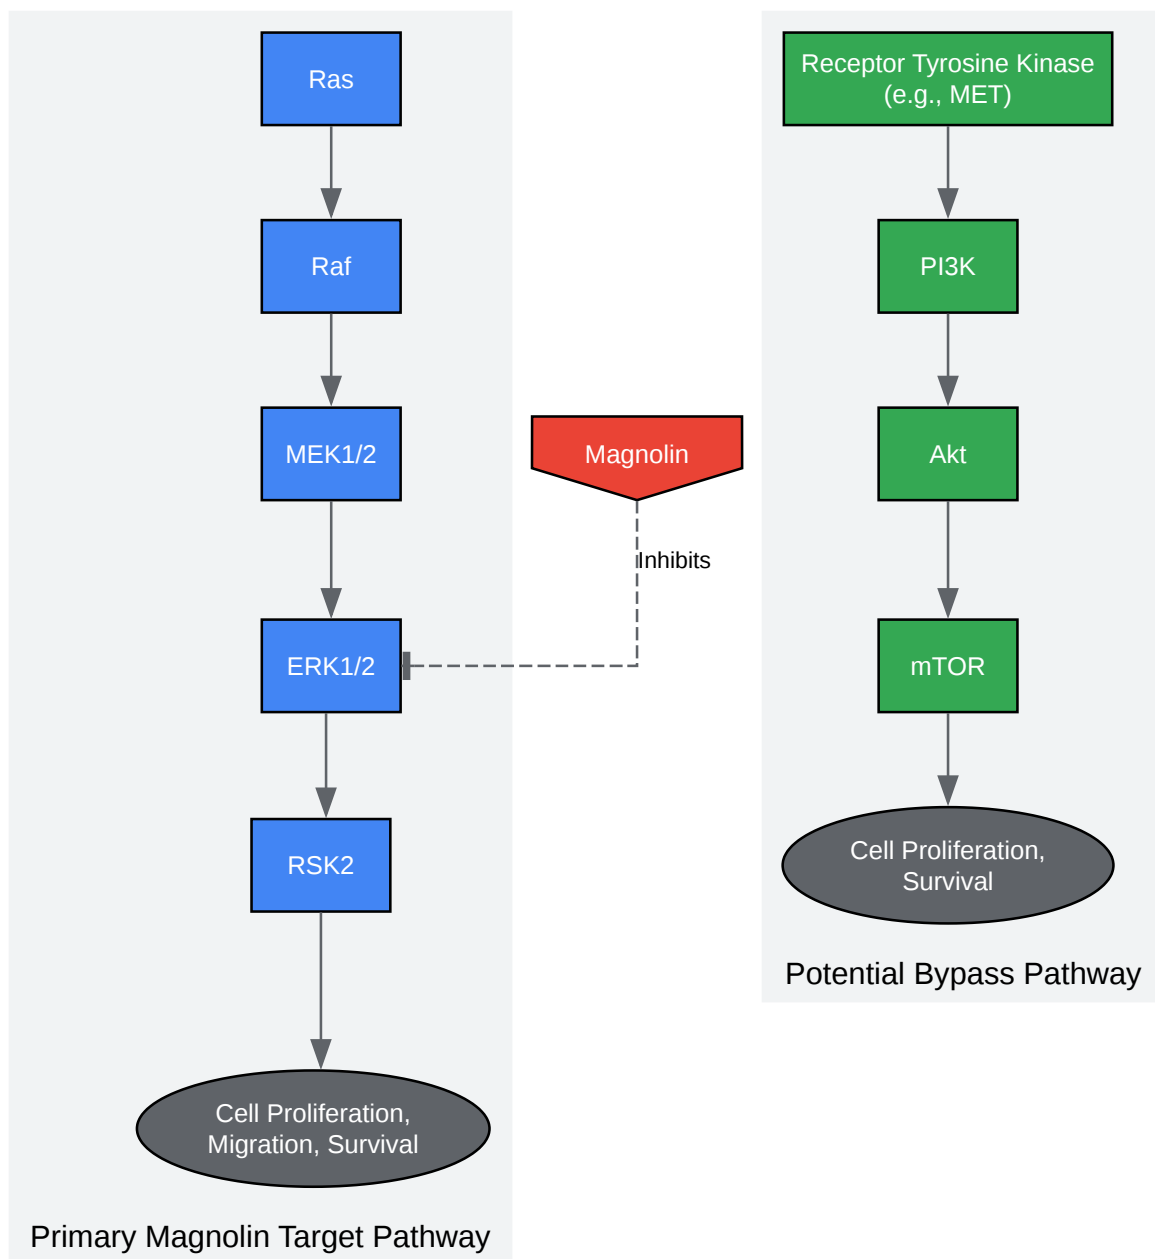 Ras
Raf
MEK1/2
ERK1/2
RSK2
Cell Proliferation,
Migration, Survival
Primary Magnolin Target Pathway
Magnolin
Inhibits
Receptor Tyrosine Kinase
(e.g., MET)
PI3K
Akt
mTOR
Cell Proliferation,
Survival
Potential Bypass Pathway